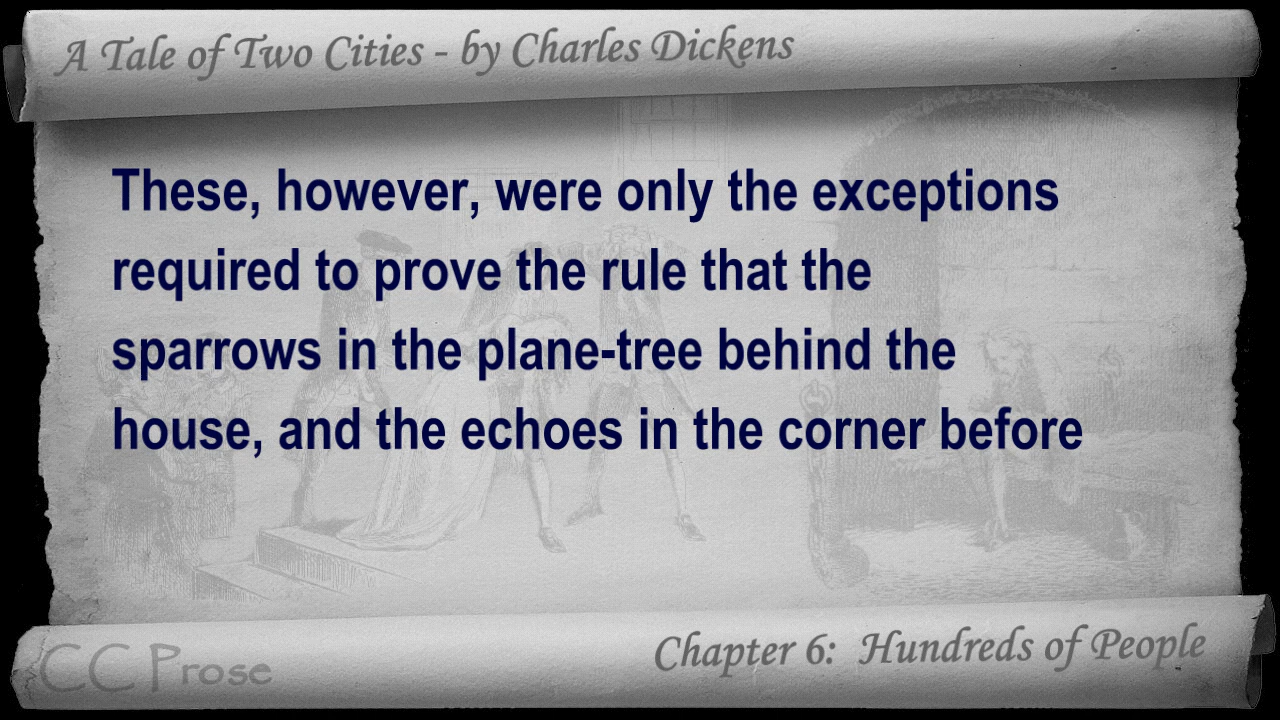 A Tale of Two Cities - by Charles Dickens
These, however, were only the exceptions
required to prove the rule that the
sparrows in the plane-tree behind the
house, and the echoes in the corner before
CC Prose
Chapter 6: Hundreds of People